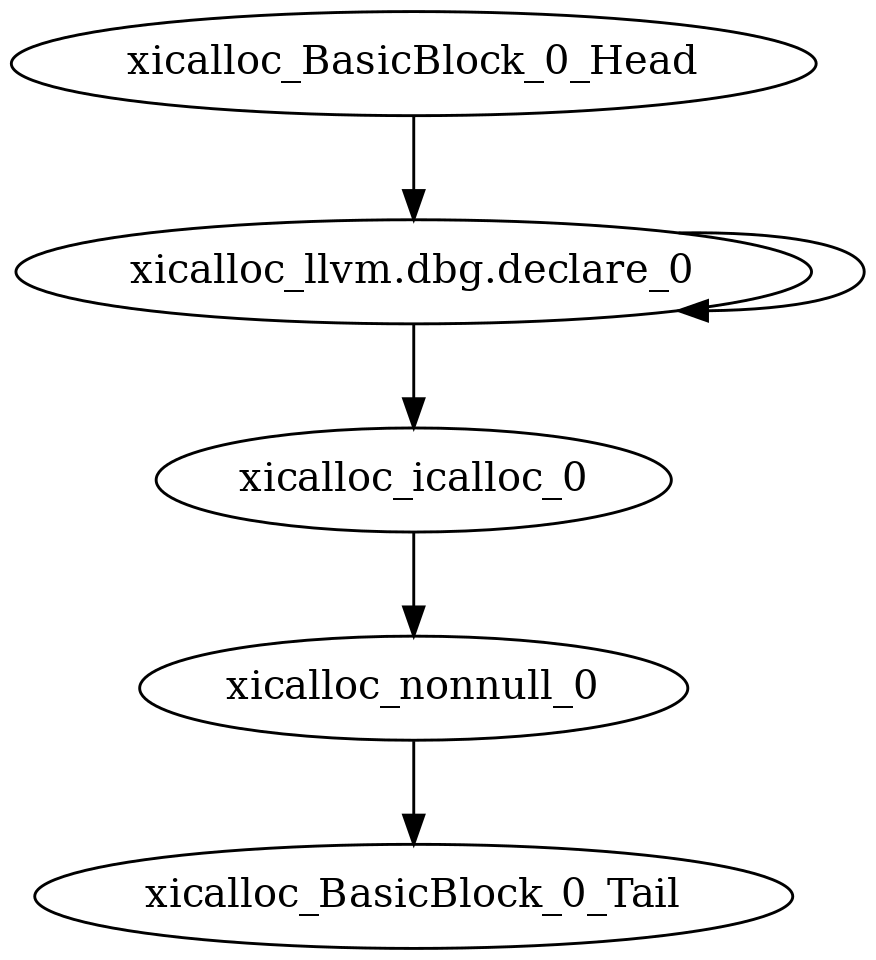 xicalloc_BasicBlock_0_Head
xicalloc_llvm.dbg.declare_0
xicalloc_icalloc_0
xicalloc_nonnull_0
xicalloc_BasicBlock_0_Tail